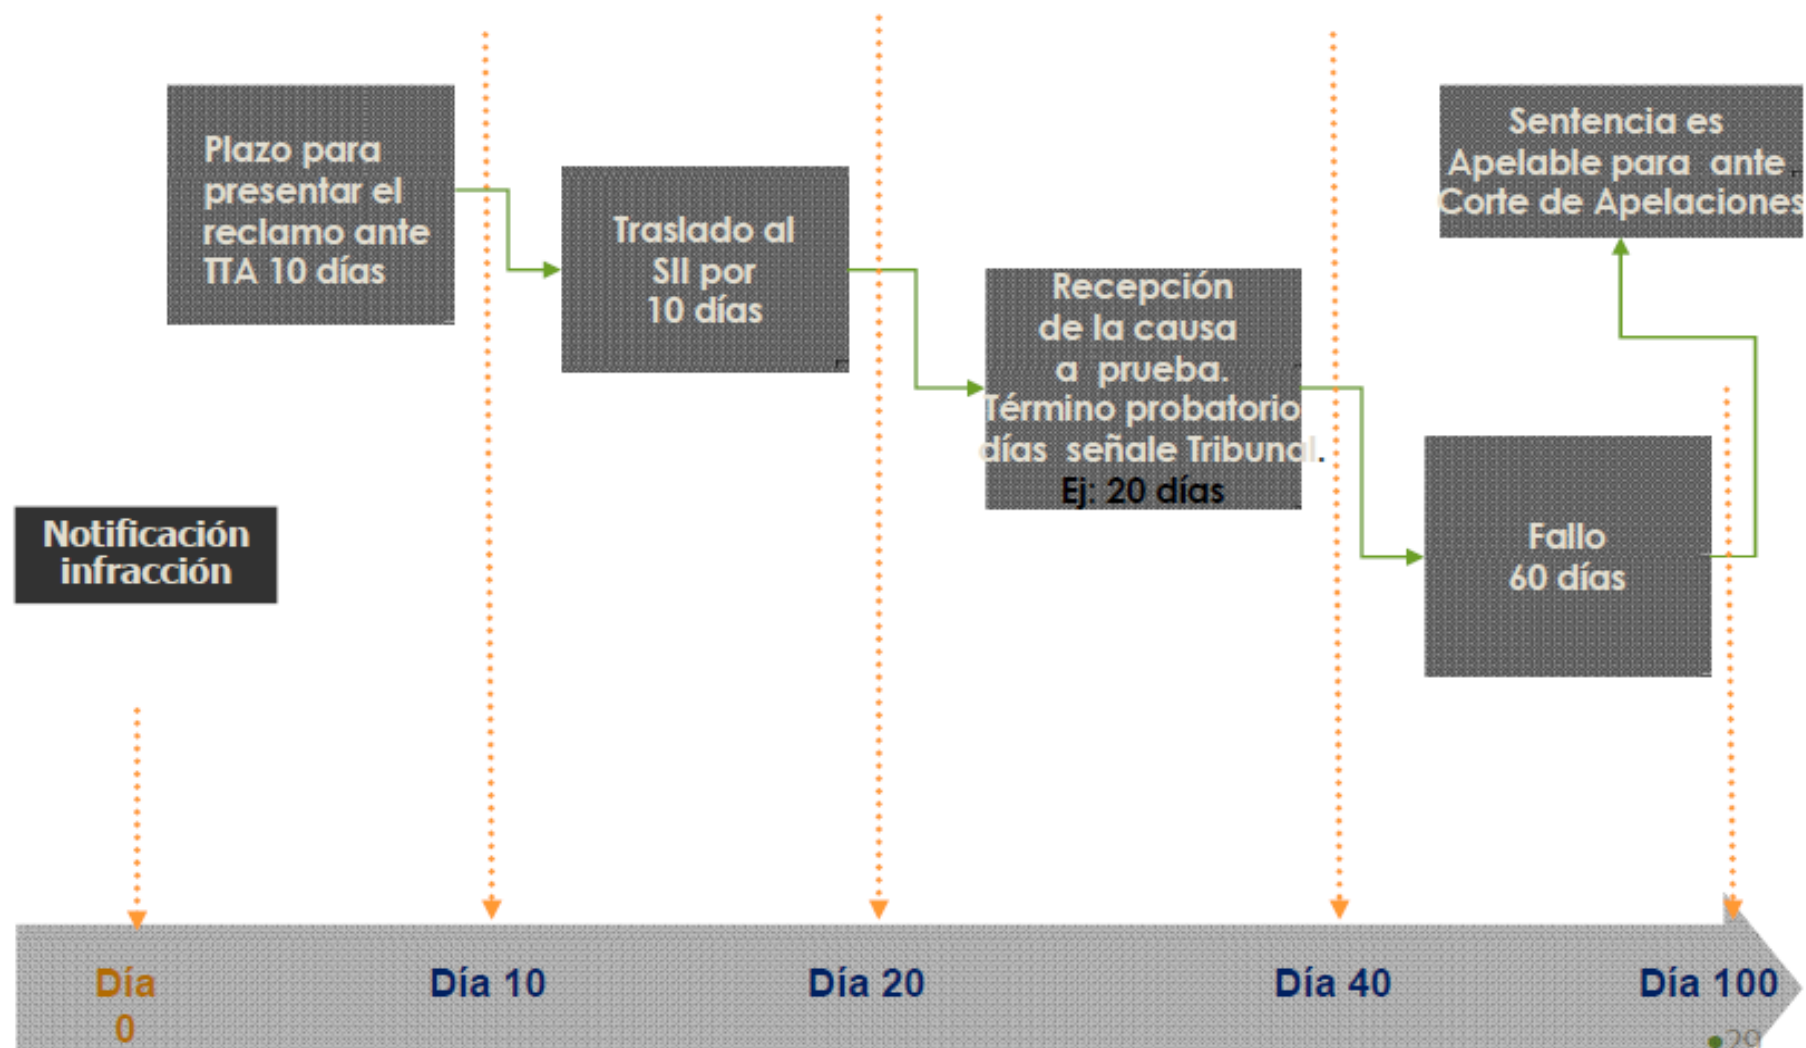 Plazo para
presentar el
reclamo ante
TTA 10 días
Traslado al
SII por
10 días
Recepción
de la causa
a prueba.
Término probatorio
días señale Tribunal.
Ej: 20 días
Sentencia es
Apelable para ante
Corte de Apelaciones
Fallo
60 días
Notificación
infracción
Día
0
Día 10
Día 20
Día 40
Día 100